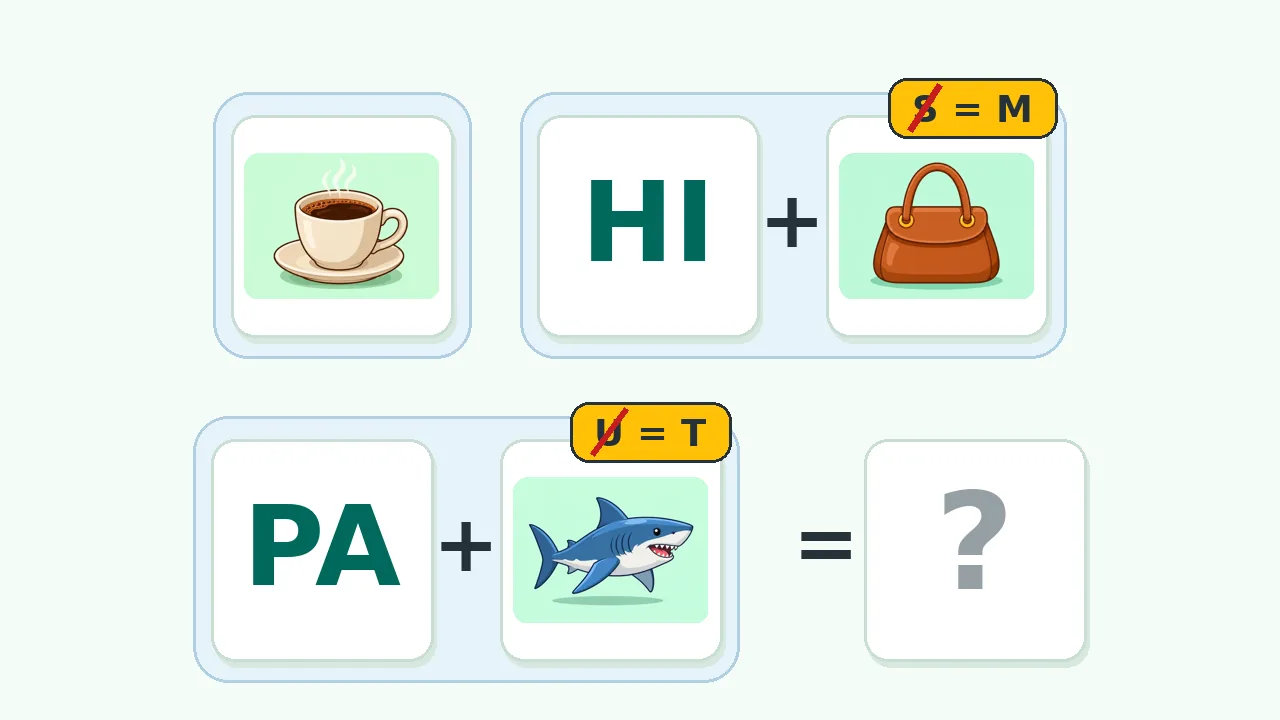 S = M
HI + 
U = T
PA + = ?